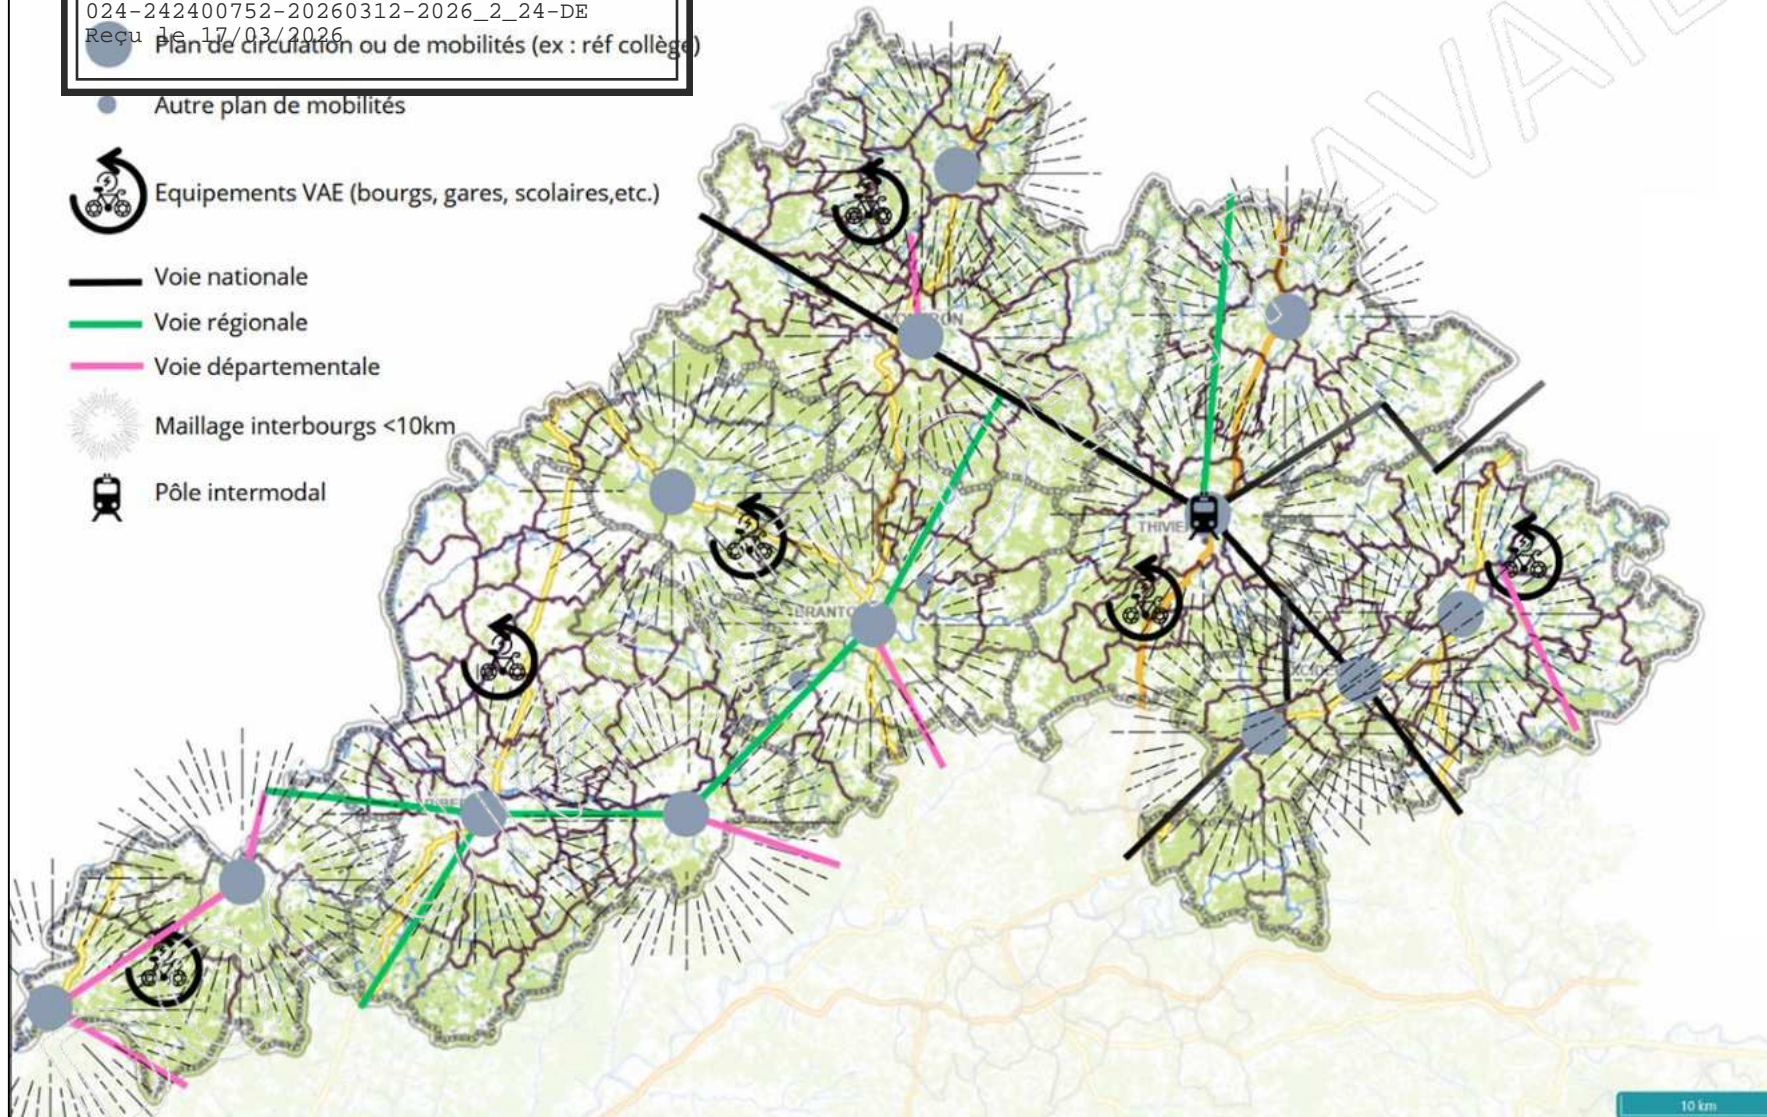 024-242400752-20260312-2026_2_24-DE
Reçu le 17/03/2026
Plan de circulation ou de mobilités (ex : réf collège)
Autre plan de mobilités
Equipements VAE (bourgs, gares, scolaires,etc.)
Voie nationale
Voie régionale
Voie départementale
Maillage interbourgs <10km
Pôle intermodal
10 km